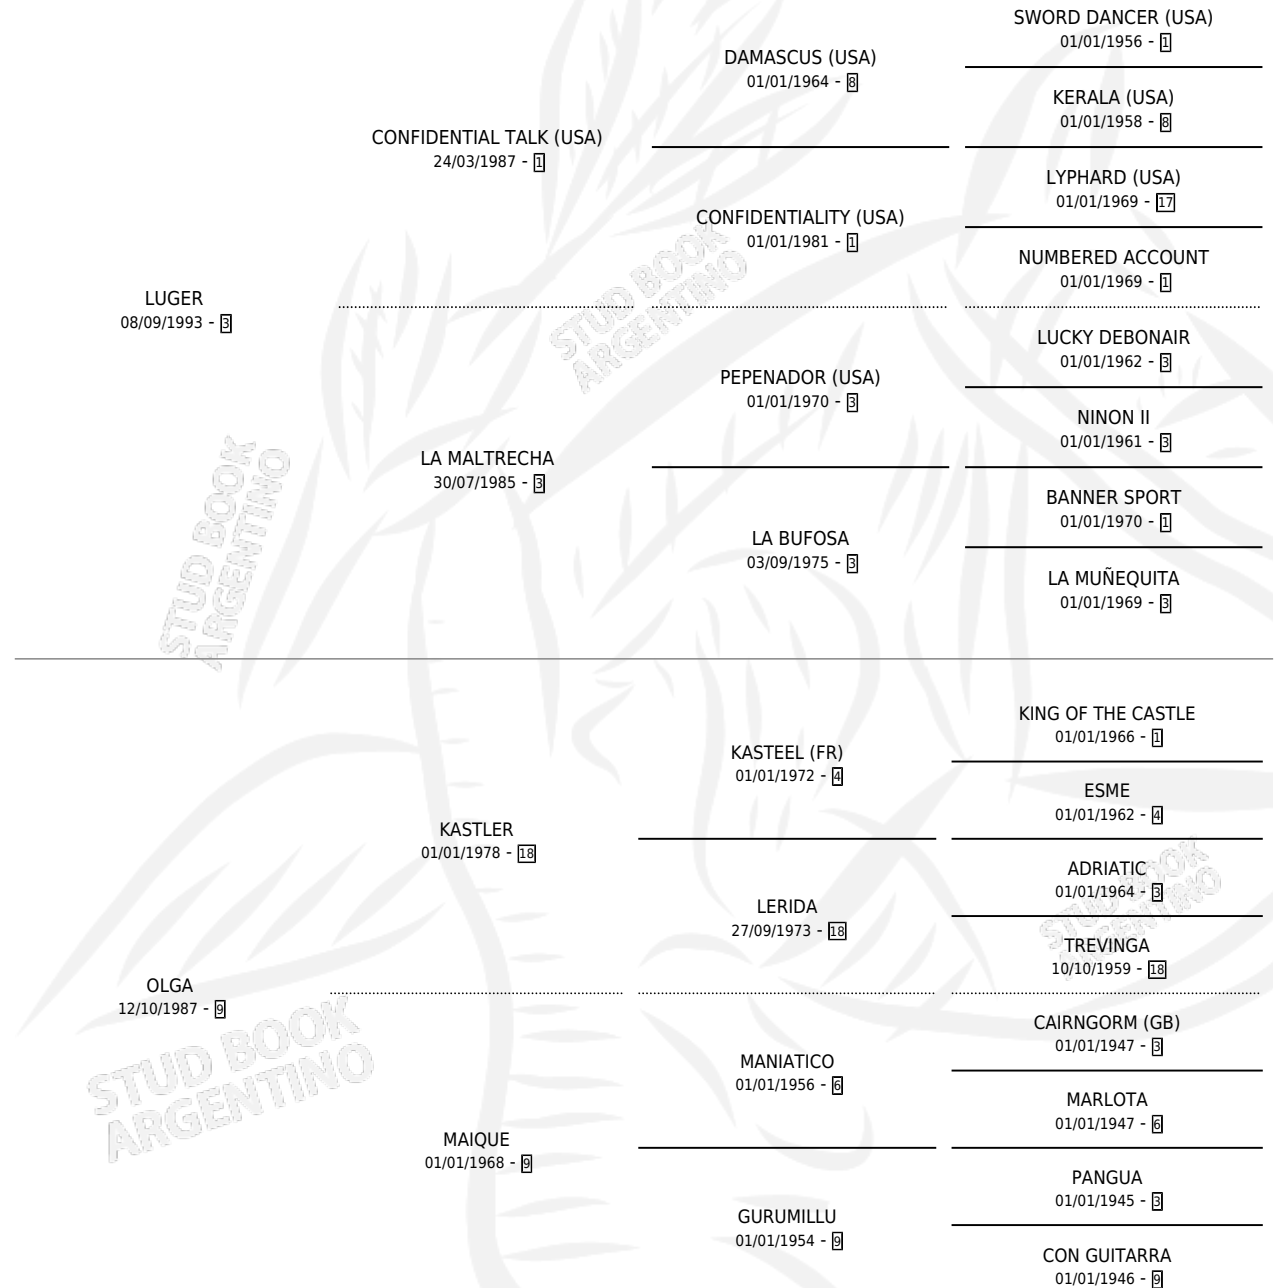 SWORD DANCER (USA)
01/01/1956 - 1
DAMASCUS (USA)
01/01/1964 - 8
KERALA (USA)
01/01/1958 - 8
CONFIDENTIAL TALK (USA)
24/03/1987 - 1
LYPHARD (USA)
01/01/1969 - 17
CONFIDENTIALITY (USA)
01/01/1981 - 1
NUMBERED ACCOUNT
01/01/1969 - 1
LUGER
08/09/1993 - 3
LUCKY DEBONAIR
01/01/1962 - 3
PEPENADOR (USA)
01/01/1970 - 3
NINON II
01/01/1961 - 3
LA MALTRECHA
30/07/1985 - 3
BANNER SPORT
01/01/1970 - 1
LA BUFOSA
03/09/1975 - 3
LA MUÑEQUITA
01/01/1969 - 3
KING OF THE CASTLE
01/01/1966 - 1
KASTEEL (FR)
01/01/1972 - 4
ESME
01/01/1962 - 4
KASTLER
01/01/1978 - 18
ADRIATIC
01/01/1964 - 3
LERIDA
27/09/1973 - 18
TREVINGA
10/10/1959 - 18
OLGA
12/10/1987 - 9
CAIRNGORM (GB)
01/01/1947 - 3
MANIATICO
01/01/1956 - 6
MARLOTA
01/01/1947 - 6
MAIQUE
01/01/1968 - 9
PANGUA
01/01/1945 - 3
GURUMILLU
01/01/1954 - 9
CON GUITARRA
01/01/1946 - 9
STUD BOOK
ARGENTINO
STUD BOOK
ARGENTINO
STUD BOOK
ARGENTINO
STUD BOOK
ARGENTINO